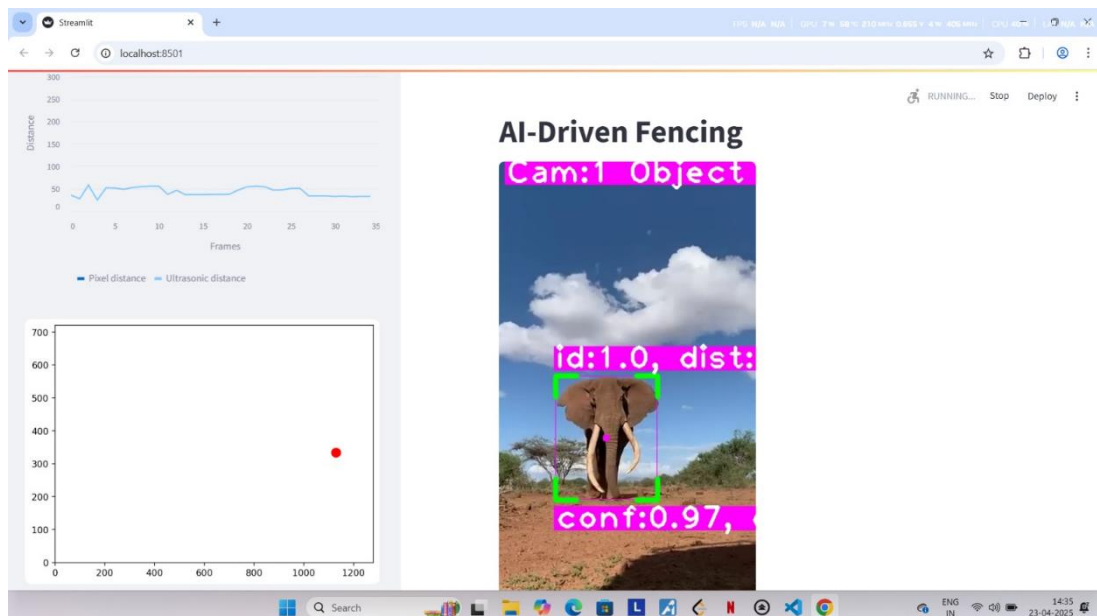 Streamlit
localhost:8501
RUNNING... Stop Deploy
300
250
200
150
100
50
0
Distance
0 5 10 15 20 25 30 35
Frames
Pixel distance Ultrasonic distance
700
600
500
400
300
200
100
0
0 200 400 600 800 1000 1200
AI-Driven Fencing
Cam:1 Object
id:1.0, dist:
conf:0.97,
Search
ENG
IN
14:35
23-04-2025